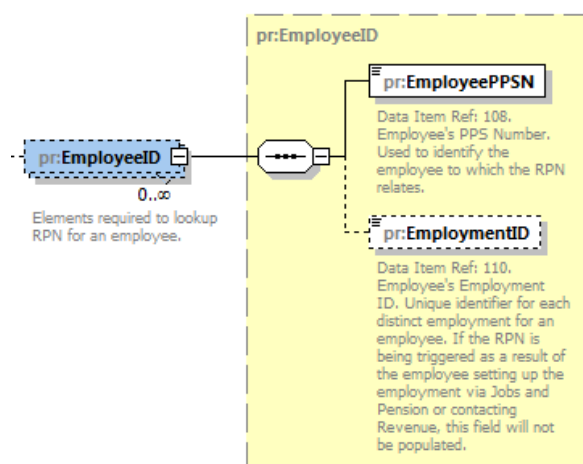 pr:EmployeeID
pr:EmployeePPSN
Data Item Ref: 108.
Employee's PPS Number.
Used to identify the
employee to which the RPN
relates.
pr:EmployeeID
0..∞
Elements required to lookup
RPN for an employee.
pr:EmploymentID
Data Item Ref: 110.
Employee's Employment
ID. Unique identifier for each
distinct employment for an
employee. If the RPN is
being triggered as a result of
the employee setting up the
employment via Jobs and
Pension or contacting
Revenue, this field will not
be populated.